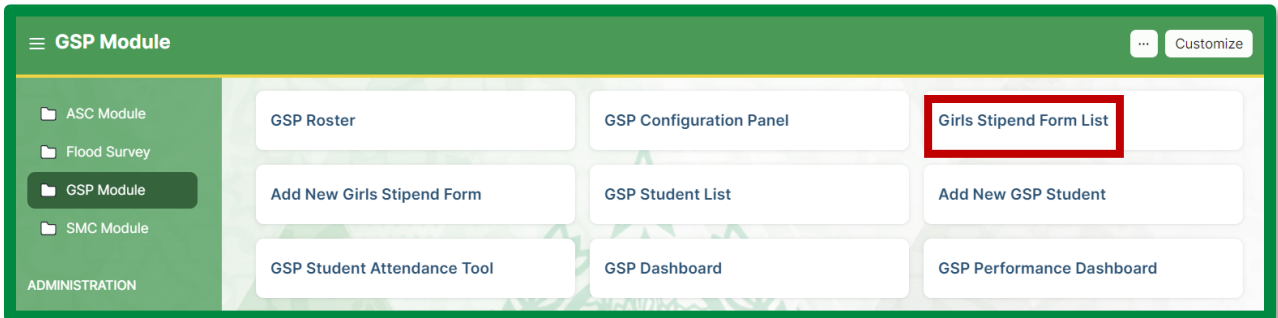 GSP Module
... Customize
ASC Module
Flood Survey
GSP Module
SMC Module
ADMINISTRATION
GSP Roster
GSP Configuration Panel
Girls Stipend Form List
Add New Girls Stipend Form
GSP Student List
Add New GSP Student
GSP Student Attendance Tool
GSP Dashboard
GSP Performance Dashboard